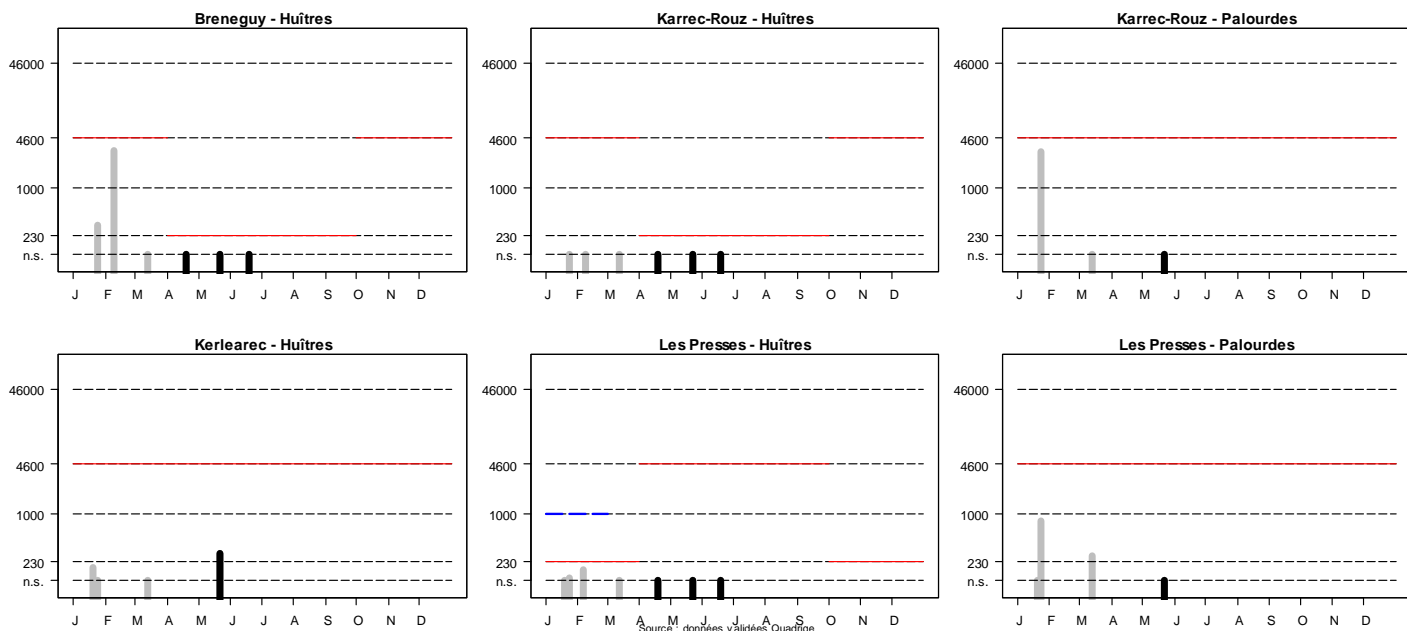 Breneguy - Huîtres
46000
4600
1000
230
n.s.
J F M A M J J A S O N D
Karrec-Rouz - Huîtres
46000
4600
1000
230
n.s.
J F M A M J J A S O N D
Karrec-Rouz - Palourdes
46000
4600
1000
230
n.s.
J F M A M J J A S O N D
Kerlearec - Huîtres
46000
4600
1000
230
n.s.
J F M A M J J A S O N D
Les Presses - Huîtres
46000
4600
1000
230
n.s.
J F M A M J J A S O N D
Les Presses - Palourdes
46000
4600
1000
230
n.s.
J F M A M J J A S O N D
Source : données validées Quadrige